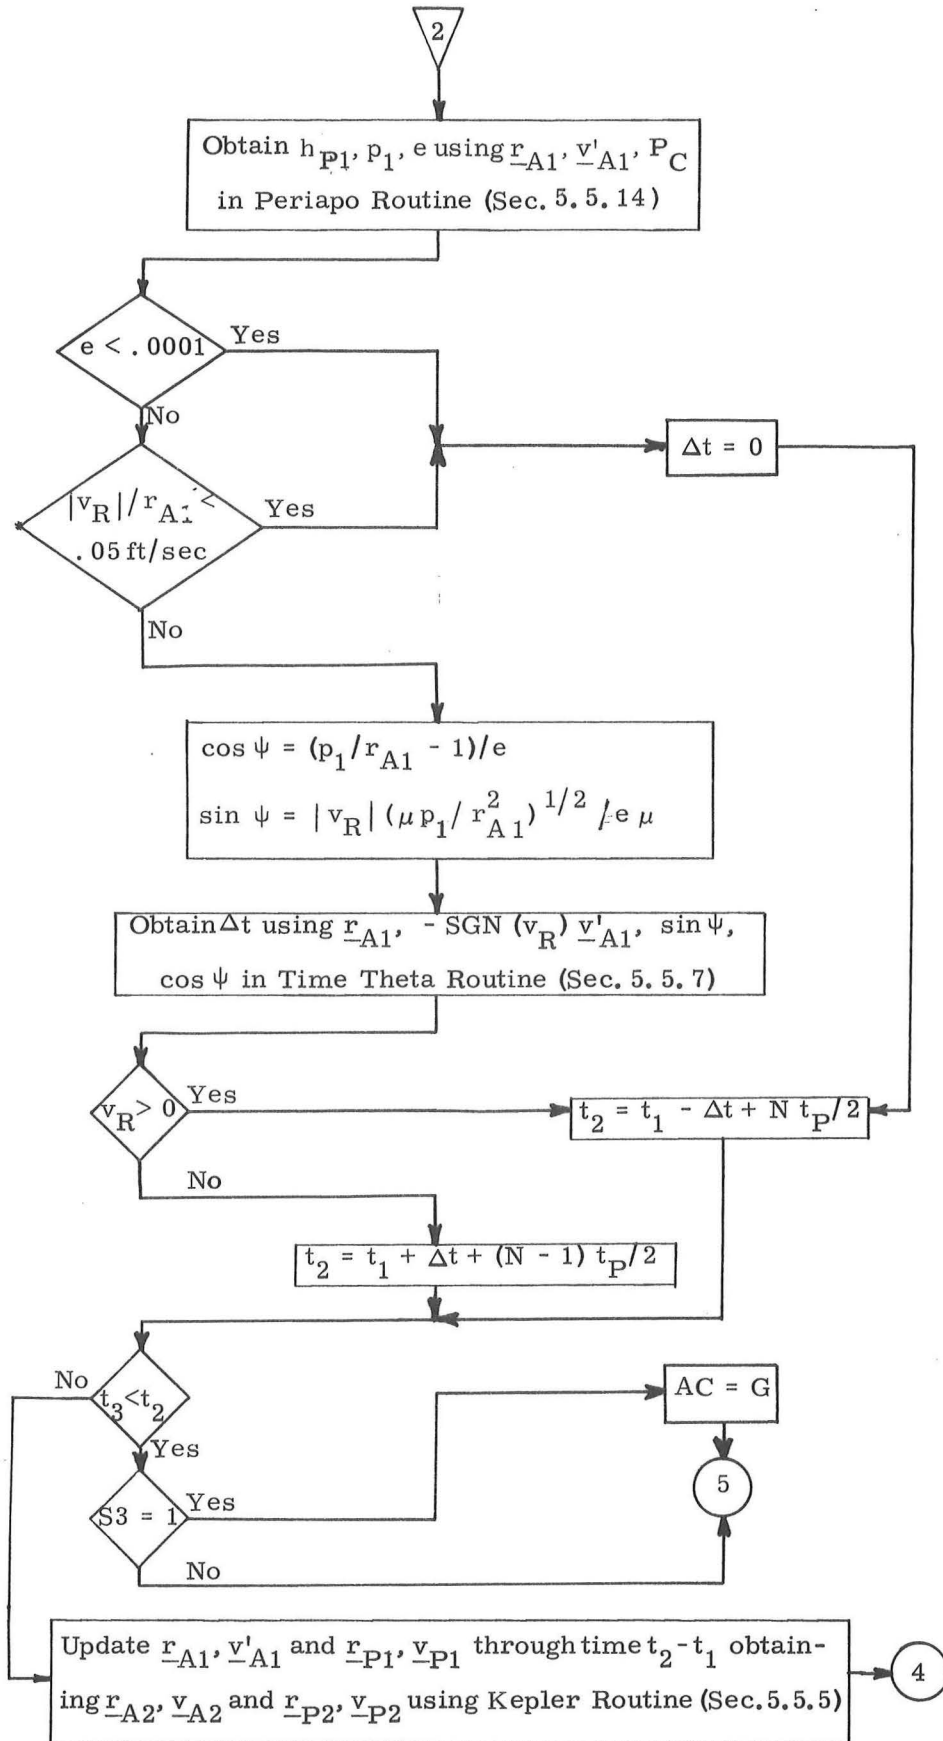 2
Obtain h_P1, p_1, e using r_A1, v'_A1, P_C
in Periapo Routine (Sec. 5.5.14)
e < .0001
Yes
No
Δt = 0
|v_R|/r_A1 <
.05 ft/sec
Yes
No
cos ψ = (p_1/r_A1 - 1)/e
sin ψ = |v_R| (μ p_1/ r_A1^2)^1/2 / e μ
Obtain Δt using r_A1, - SGN (v_R) v'_A1, sin ψ,
cos ψ in Time Theta Routine (Sec. 5.5.7)
v_R > 0
Yes
t_2 = t_1 - Δt + N t_P/2
No
t_2 = t_1 + Δt + (N - 1) t_P/2
No
t_3<t_2
Yes
AC = G
5
S3 = 1
Yes
No
Update r_A1, v'_A1 and r_P1, v_P1 through time t_2-t_1 obtain-
ing r_A2, v_A2 and r_P2, v_P2 using Kepler Routine (Sec.5.5.5)
4